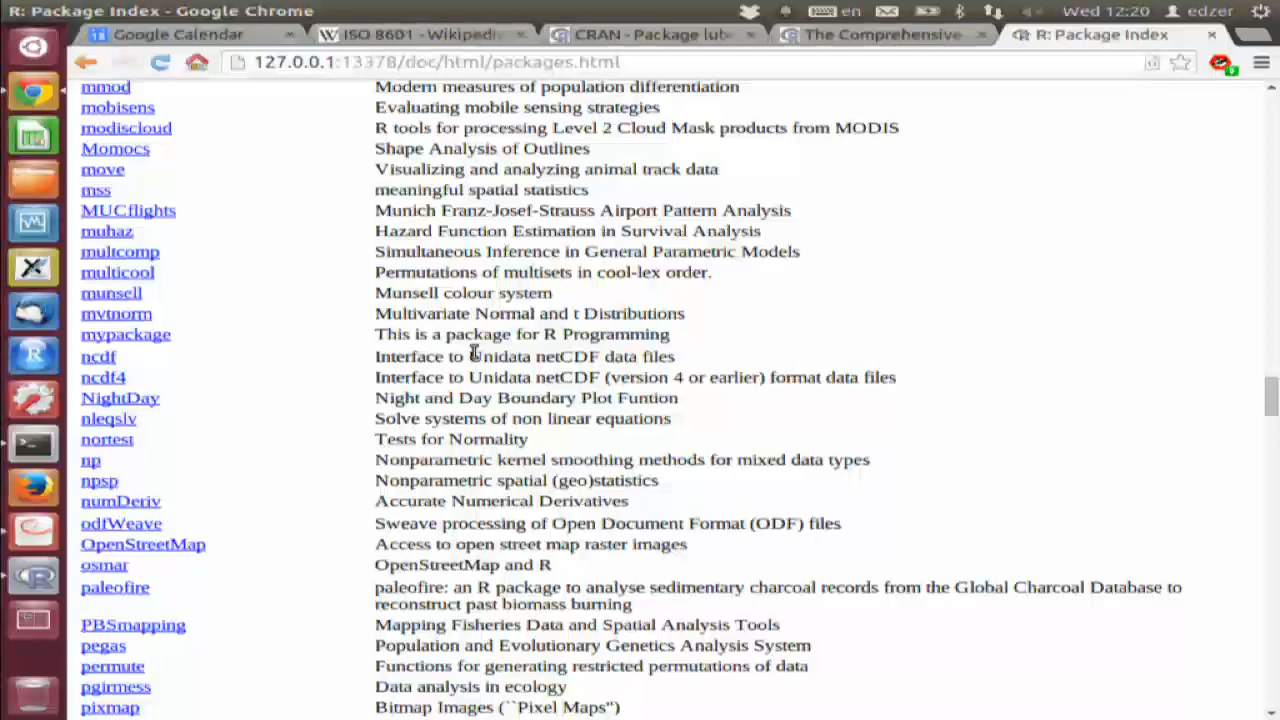 R: Package Index - Google Chrome en Wed 12:20 edzer
Google Calendar × ISO 8601 - Wikipedi × CRAN - Package lub × The Comprehensive × R: Package Index ×
127.0.0.1:13378/doc/html/packages.html
mmod Modern measures of population differentiation
mobisens Evaluating mobile sensing strategies
modiscloud R tools for processing Level 2 Cloud Mask products from MODIS
Momocs Shape Analysis of Outlines
move Visualizing and analyzing animal track data
mss meaningful spatial statistics
MUCflights Munich Franz-Josef-Strauss Airport Pattern Analysis
muhaz Hazard Function Estimation in Survival Analysis
multcomp Simultaneous Inference in General Parametric Models
multicool Permutations of multisets in cool-lex order.
munsell Munsell colour system
mvtnorm Multivariate Normal and t Distributions
mypackage This is a package for R Programming
ncdf Interface to Unidata netCDF data files
ncdf4 Interface to Unidata netCDF (version 4 or earlier) format data files
NightDay Night and Day Boundary Plot Funtion
nleqslv Solve systems of non linear equations
nortest Tests for Normality
np Nonparametric kernel smoothing methods for mixed data types
npsp Nonparametric spatial (geo)statistics
numDeriv Accurate Numerical Derivatives
odfWeave Sweave processing of Open Document Format (ODF) files
OpenStreetMap Access to open street map raster images
osmar OpenStreetMap and R
paleofire paleofire: an R package to analyse sedimentary charcoal records from the Global Charcoal Database to
reconstruct past biomass burning
PBSmapping Mapping Fisheries Data and Spatial Analysis Tools
pegas Population and Evolutionary Genetics Analysis System
permute Functions for generating restricted permutations of data
pgirmess Data analysis in ecology
pixmap Bitmap Images (``Pixel Maps'')